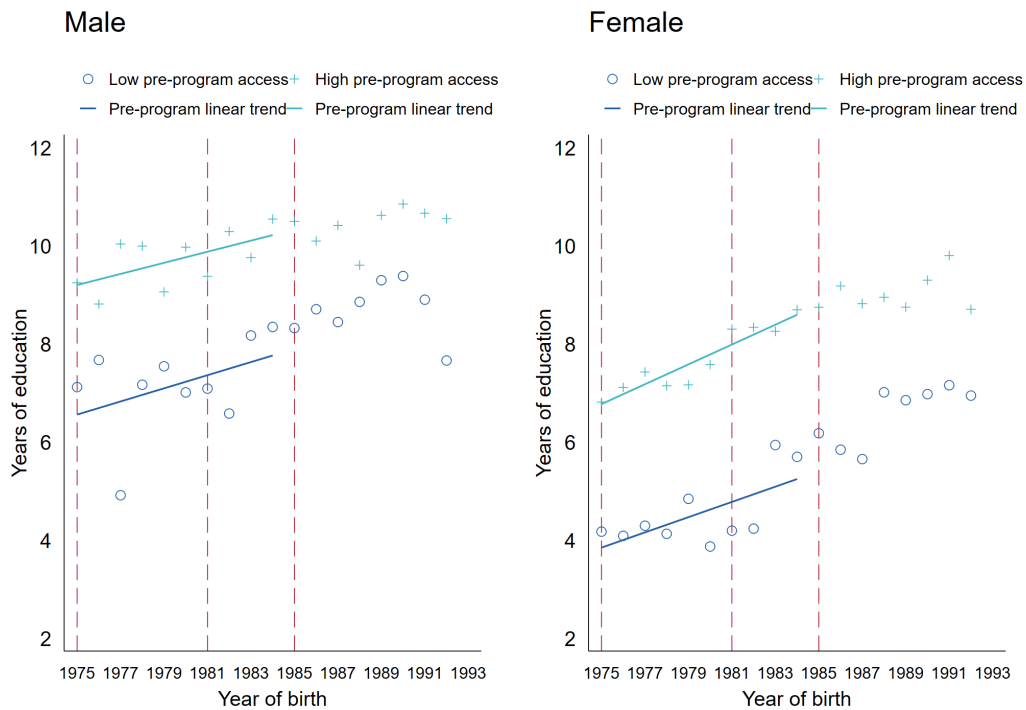 Male
Low pre-program access
High pre-program access
Pre-program linear trend
Pre-program linear trend
12
10
8
6
4
2
Years of education
1975 1977 1979 1981 1983 1985 1987 1989 1991 1993
Year of birth
Female
Low pre-program access
High pre-program access
Pre-program linear trend
Pre-program linear trend
12
10
8
6
4
2
Years of education
1975 1977 1979 1981 1983 1985 1987 1989 1991 1993
Year of birth